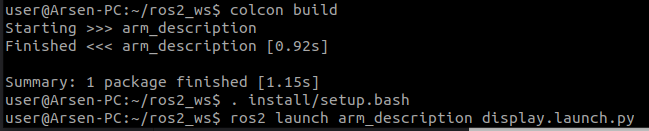 user@Arsen-PC:~/ros2_ws$ colcon build
Starting >>> arm_description
Finished <<< arm_description [0.92s]

Summary: 1 package finished [1.15s]
user@Arsen-PC:~/ros2_ws$ . install/setup.bash
user@Arsen-PC:~/ros2_ws$ ros2 launch arm_description display.launch.py